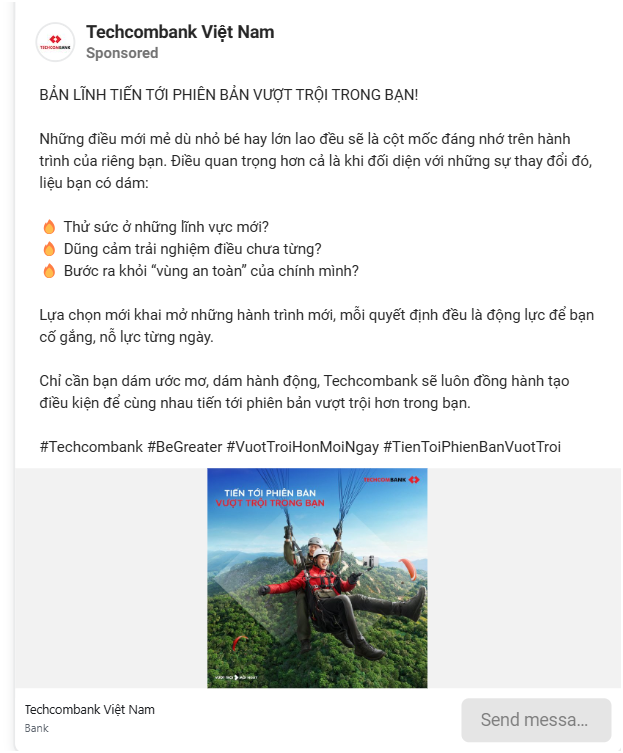 TECHCOMBANK
Techcombank Việt Nam
Sponsored
BẢN LĨNH TIẾN TỚI PHIÊN BẢN VƯỢT TRỘI TRONG BẠN!
Những điều mới mẻ dù nhỏ bé hay lớn lao đều sẽ là cột mốc đáng nhớ trên hành
trình của riêng bạn. Điều quan trọng hơn cả là khi đối diện với những sự thay đổi đó,
liệu bạn có dám:
🔥 Thử sức ở những lĩnh vực mới?
🔥 Dũng cảm trải nghiệm điều chưa từng?
🔥 Bước ra khỏi “vùng an toàn” của chính mình?
Lựa chọn mới khai mở những hành trình mới, mỗi quyết định đều là động lực để bạn
cố gắng, nỗ lực từng ngày.
Chỉ cần bạn dám ước mơ, dám hành động, Techcombank sẽ luôn đồng hành tạo
điều kiện để cùng nhau tiến tới phiên bản vượt trội hơn trong bạn.
#Techcombank #BeGreater #VuotTroiHonMoiNgay #TienToiPhienBanVuotTroi
TECHCOMBANK
TIẾN TỚI PHIÊN BẢN
VƯỢT TRỘI TRONG BẠN
Techcombank Việt Nam
Bank
Send messa...